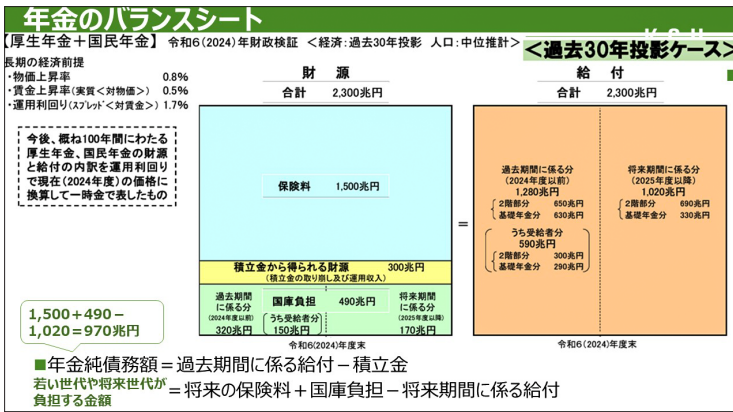 年金のバランスシート
【厚生年金＋国民年金】 令和6(2024)年財政検証 ＜経済：過去30年投影 人口：中位推計＞
＜過去30年投影ケース＞
長期の経済前提
・物価上昇率 0.8%
・賃金上昇率(実質＜対物価＞) 0.5%
・運用利回り(スプレッド＜対賃金＞) 1.7%
今後、概ね100年間にわたる
厚生年金、国民年金の財源
と給付の内訳を運用利回り
で現在(2024年度)の価格に
換算して一時金で表したもの
財 源
合計 2,300兆円
保険料 1,500兆円
積立金から得られる財源 300兆円
(積立金の取り崩し及び運用収入)
過去期間
に係る分
(2024年度以前)
320兆円
国庫負担 490兆円
うち受給者分
150兆円
将来期間
に係る分
(2025年度以降)
170兆円
令和6(2024)年度末
＝
給 付
合計 2,300兆円
過去期間に係る分
(2024年度以前)
1,280兆円
2階部分 650兆円
基礎年金分 630兆円
うち受給者分
590兆円
2階部分 300兆円
基礎年金分 290兆円
将来期間に係る分
(2025年度以降)
1,020兆円
2階部分 690兆円
基礎年金分 330兆円
令和6(2024)年度末
1,500＋490－
1,020＝970兆円
■年金純債務額＝過去期間に係る給付－積立金
若い世代や将来世代が
負担する金額
＝将来の保険料＋国庫負担－将来期間に係る給付